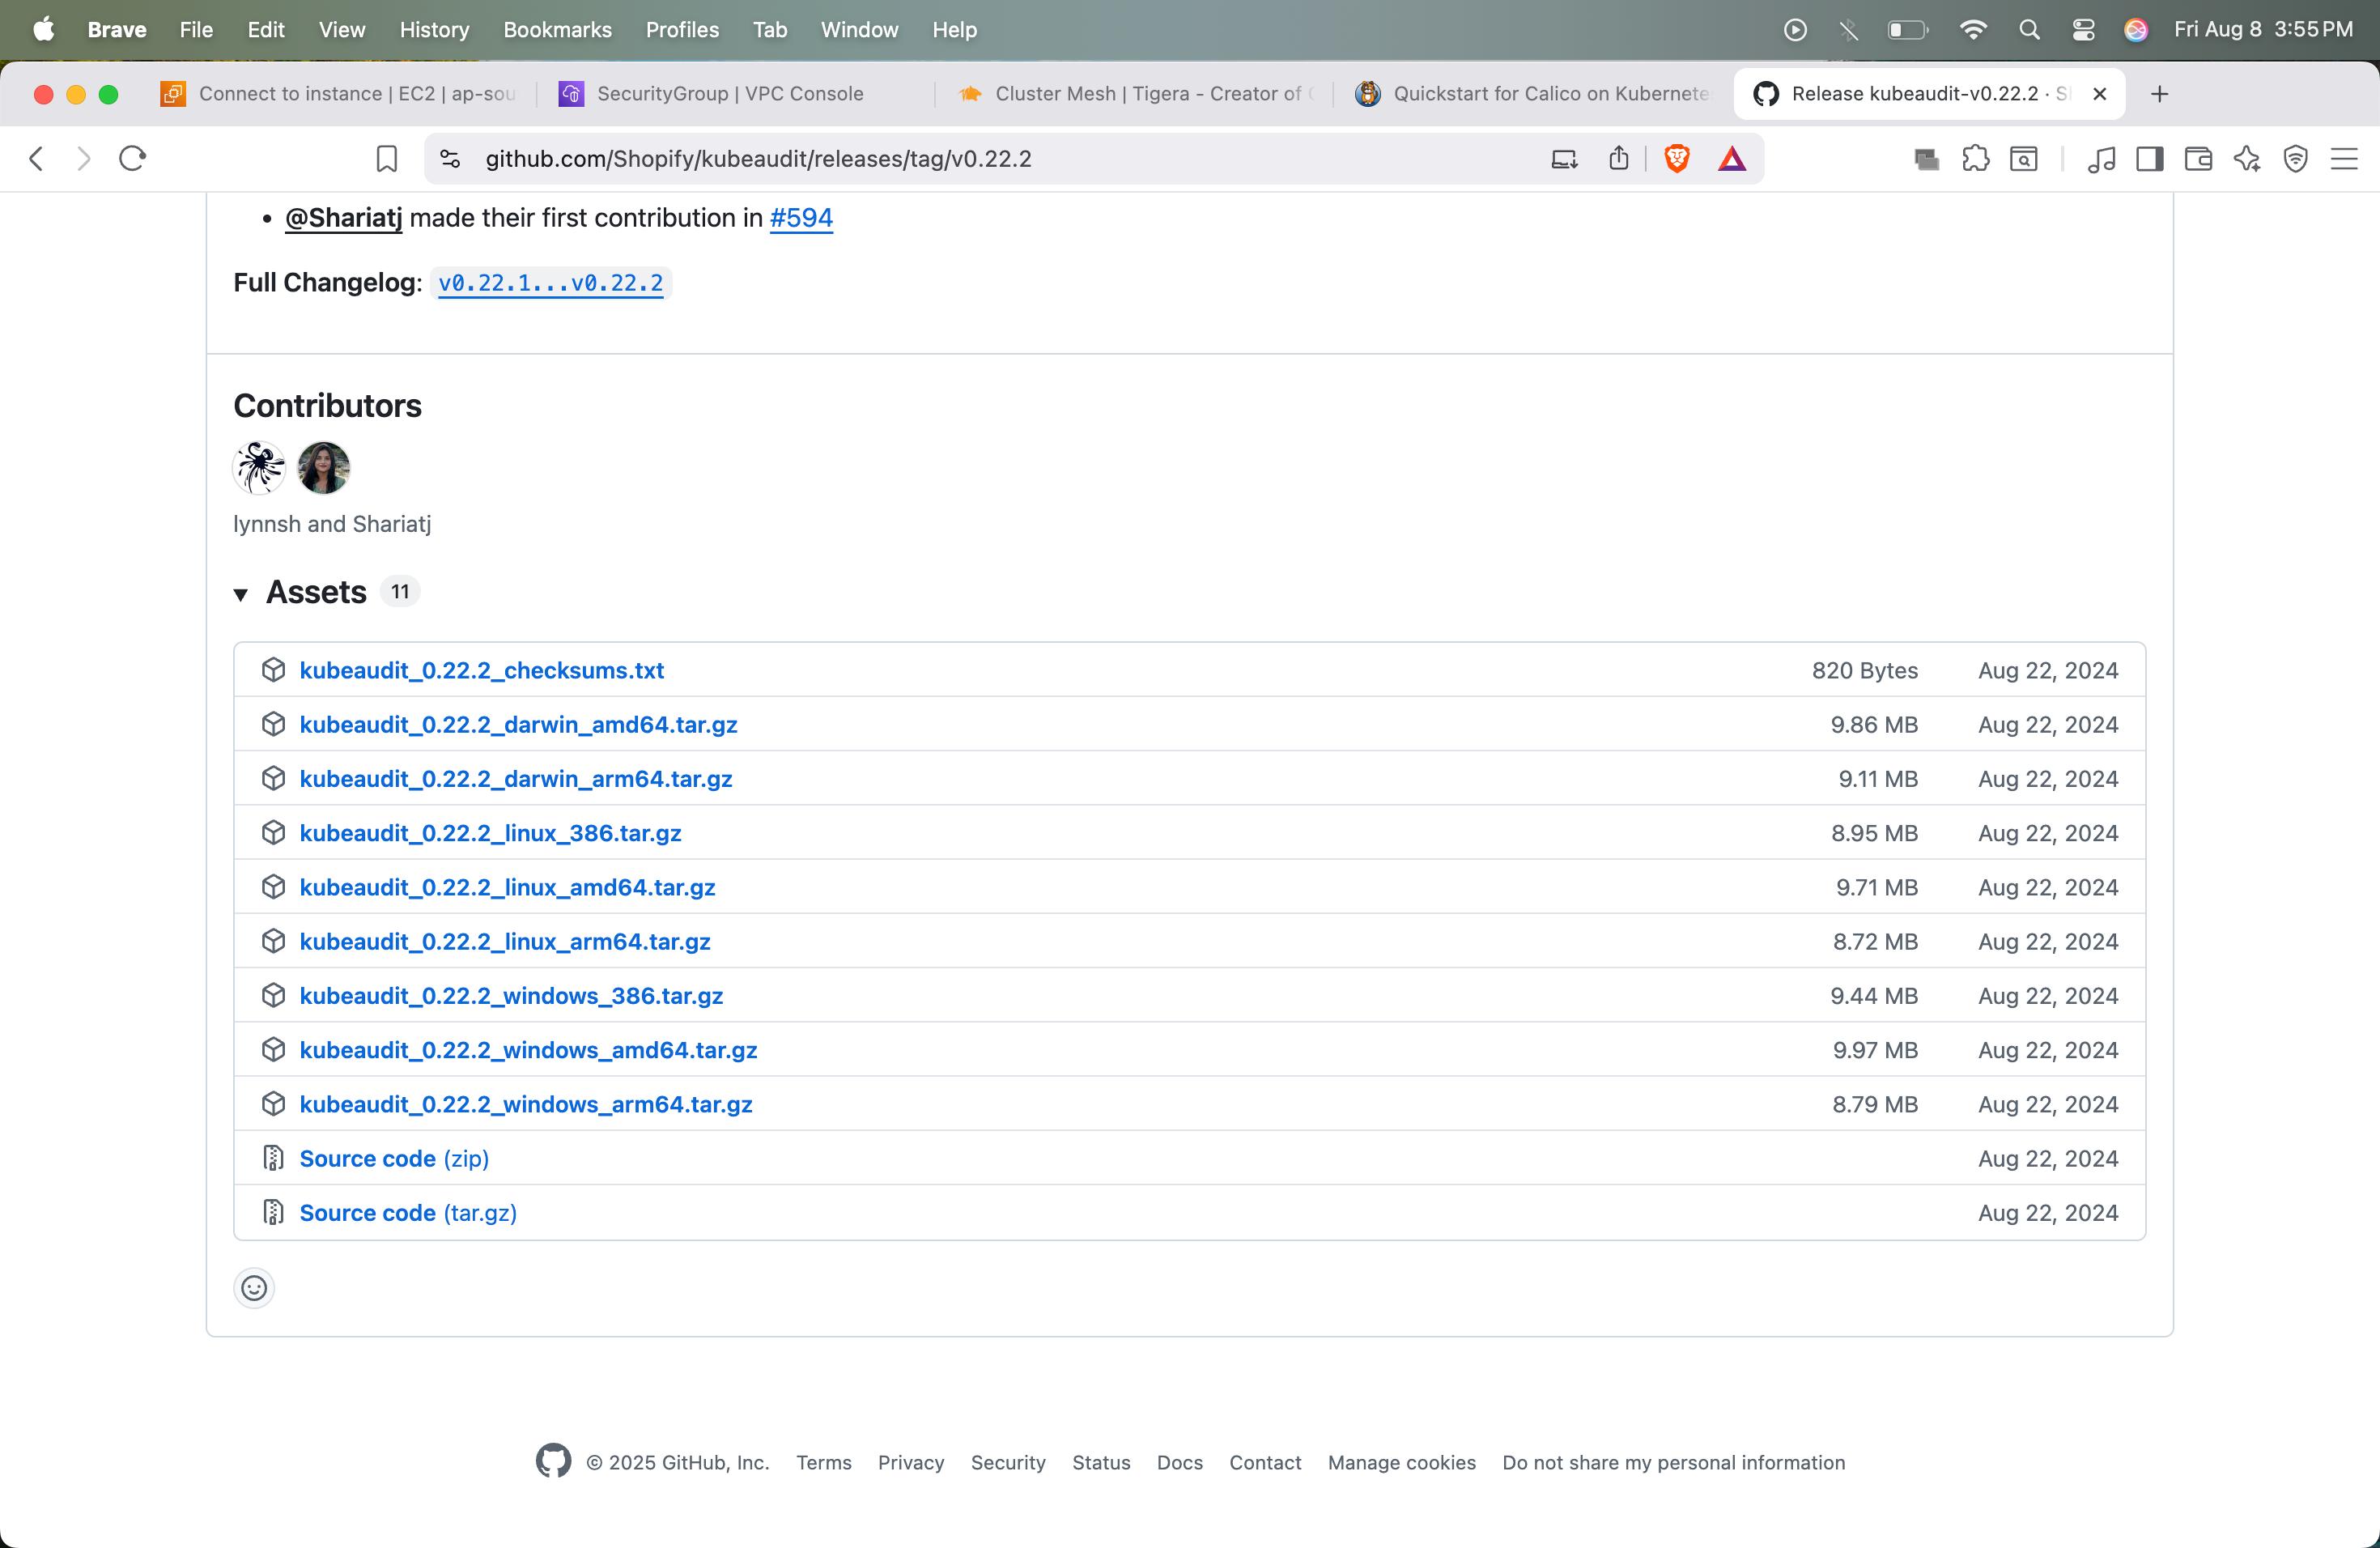 Brave File Edit View History Bookmarks Profiles Tab Window Help Fri Aug 8 3:55 PM
Connect to instance | EC2 | ap-sou SecurityGroup | VPC Console Cluster Mesh | Tigera - Creator of Quickstart for Calico on Kubernete Release kubeaudit-v0.22.2 ·
github.com/Shopify/kubeaudit/releases/tag/v0.22.2
• @Shariatj made their first contribution in #594
Full Changelog: v0.22.1...v0.22.2
Contributors
lynnsh and Shariatj
Assets 11
kubeaudit_0.22.2_checksums.txt 820 Bytes Aug 22, 2024
kubeaudit_0.22.2_darwin_amd64.tar.gz 9.86 MB Aug 22, 2024
kubeaudit_0.22.2_darwin_arm64.tar.gz 9.11 MB Aug 22, 2024
kubeaudit_0.22.2_linux_386.tar.gz 8.95 MB Aug 22, 2024
kubeaudit_0.22.2_linux_amd64.tar.gz 9.71 MB Aug 22, 2024
kubeaudit_0.22.2_linux_arm64.tar.gz 8.72 MB Aug 22, 2024
kubeaudit_0.22.2_windows_386.tar.gz 9.44 MB Aug 22, 2024
kubeaudit_0.22.2_windows_amd64.tar.gz 9.97 MB Aug 22, 2024
kubeaudit_0.22.2_windows_arm64.tar.gz 8.79 MB Aug 22, 2024
Source code (zip) Aug 22, 2024
Source code (tar.gz) Aug 22, 2024
© 2025 GitHub, Inc. Terms Privacy Security Status Docs Contact Manage cookies Do not share my personal information